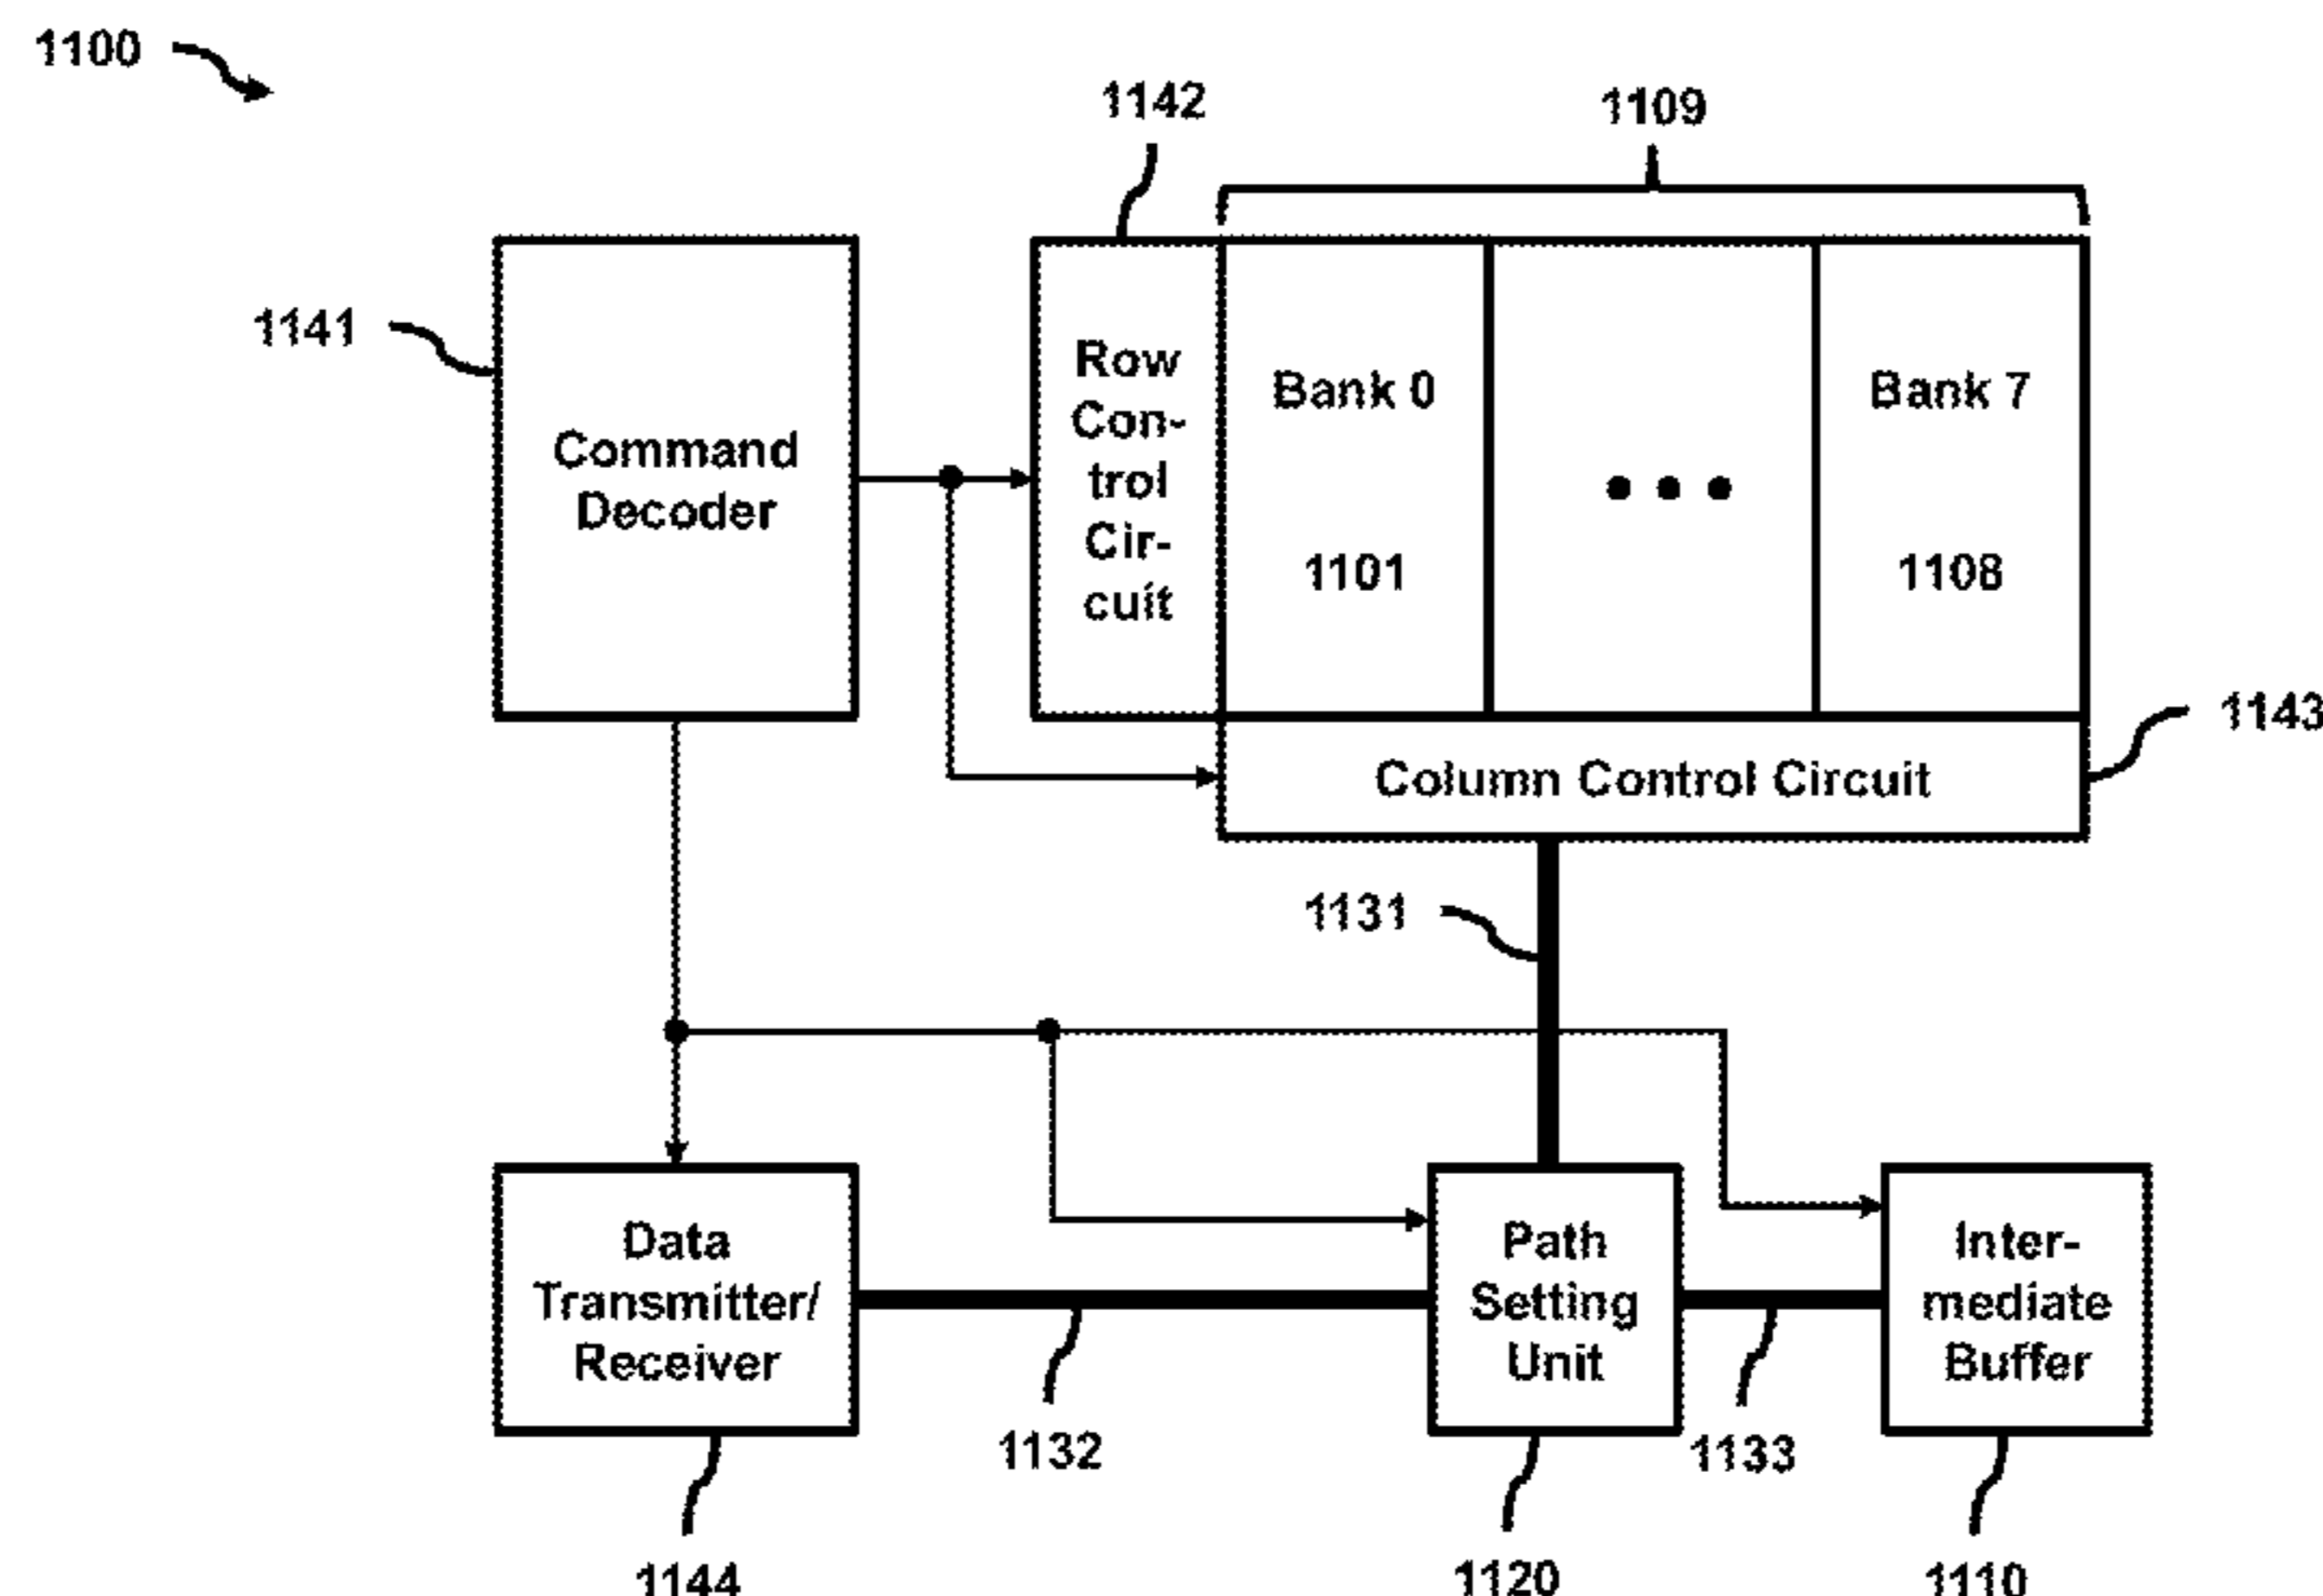 1100
1142
1109
1141
Command
Decoder
Row
Con-
trol
Cir-
cuit
Bank 0
1101
Bank 7
1108
1143
Column Control Circuit
1131
Data
Transmitter/
Receiver
Path
Setting
Unit
Inter-
mediate
Buffer
1132
1133
1144
1120
1110